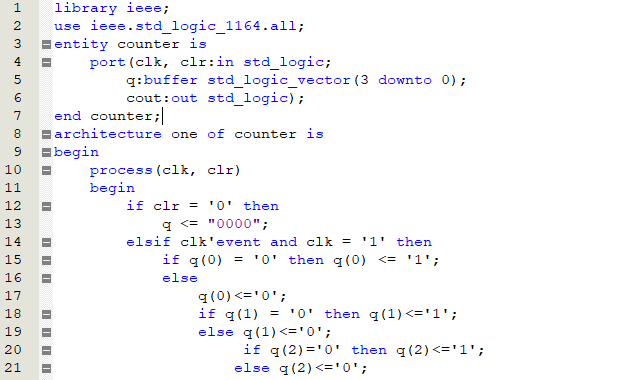 1 library ieee;
2 use ieee.std_logic_1164.all;
3 entity counter is
4 port(clk, clr:in std_logic;
5 q:buffer std_logic_vector(3 downto 0);
6 cout:out std_logic);
7 end counter;
8 architecture one of counter is
9 begin
10 process(clk, clr)
11 begin
12 if clr = '0' then
13 q <= "0000";
14 elsif clk'event and clk = '1' then
15 if q(0) = '0' then q(0) <= '1';
16 else
17 q(0)<='0';
18 if q(1) = '0' then q(1)<='1';
19 else q(1)<='0';
20 if q(2)='0' then q(2)<='1';
21 else q(2)<='0';